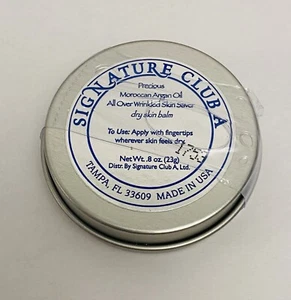 SIGNATURE CLUB A
Precious
Moroccan Argan Oil
All Over Wrinkled Skin Saver
dry skin balm
To Use: Apply with fingertips
wherever skin feels dry.
Net Wt. .8 oz. (23g)
Distr. By Signature Club A, Ltd.
TAMPA, FL 33609 MADE IN USA